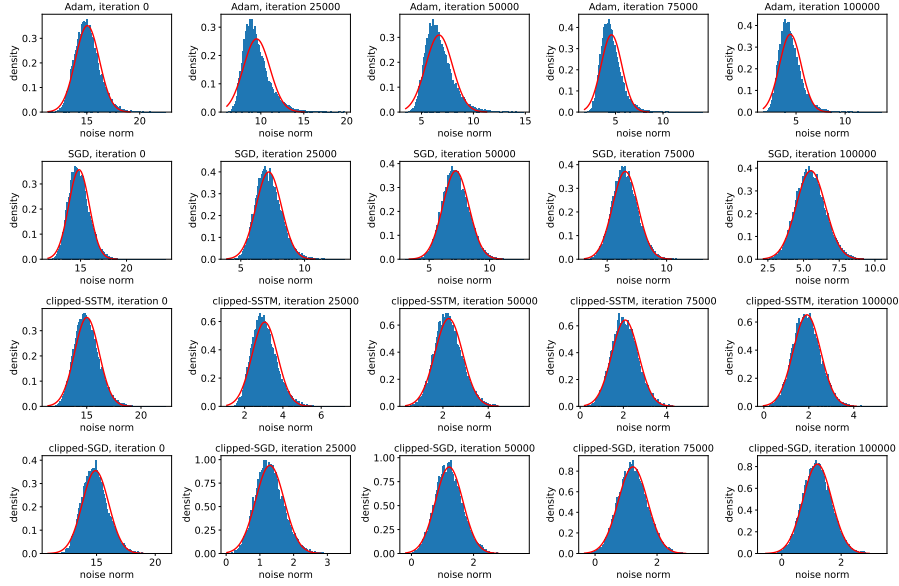 Adam, iteration 0
density
0.3
0.2
0.1
0.0
15
20
noise norm
Adam, iteration 25000
density
0.3
0.2
0.1
0.0
10
15
20
noise norm
Adam, iteration 50000
density
0.4
0.3
0.2
0.1
0.0
5
10
15
noise norm
Adam, iteration 75000
density
0.4
0.3
0.2
0.1
0.0
5
10
noise norm
Adam, iteration 100000
density
0.4
0.3
0.2
0.1
0.0
5
10
noise norm
SGD, iteration 0
density
0.3
0.2
0.1
0.0
15
20
noise norm
SGD, iteration 25000
density
0.4
0.3
0.2
0.1
0.0
5
10
noise norm
SGD, iteration 50000
density
0.4
0.3
0.2
0.1
0.0
5
10
noise norm
SGD, iteration 75000
density
0.4
0.3
0.2
0.1
0.0
5
10
noise norm
SGD, iteration 100000
density
0.4
0.3
0.2
0.1
0.0
2.5
5.0
7.5
10.0
noise norm
clipped-SSTM, iteration 0
density
0.3
0.2
0.1
0.0
15
20
noise norm
clipped-SSTM, iteration 25000
density
0.6
0.4
0.2
0.0
2
4
6
noise norm
clipped-SSTM, iteration 50000
density
0.6
0.4
0.2
0.0
2
4
noise norm
clipped-SSTM, iteration 75000
density
0.6
0.4
0.2
0.0
0
2
4
noise norm
clipped-SSTM, iteration 100000
density
0.6
0.4
0.2
0.0
0
2
4
noise norm
clipped-SGD, iteration 0
density
0.4
0.3
0.2
0.1
0.0
15
20
noise norm
clipped-SGD, iteration 25000
density
1.00
0.75
0.50
0.25
0.00
0
1
2
3
noise norm
clipped-SGD, iteration 50000
density
1.00
0.75
0.50
0.25
0.00
0
2
noise norm
clipped-SGD, iteration 75000
density
0.8
0.6
0.4
0.2
0.0
0
2
noise norm
clipped-SGD, iteration 100000
density
0.8
0.6
0.4
0.2
0.0
0
2
noise norm